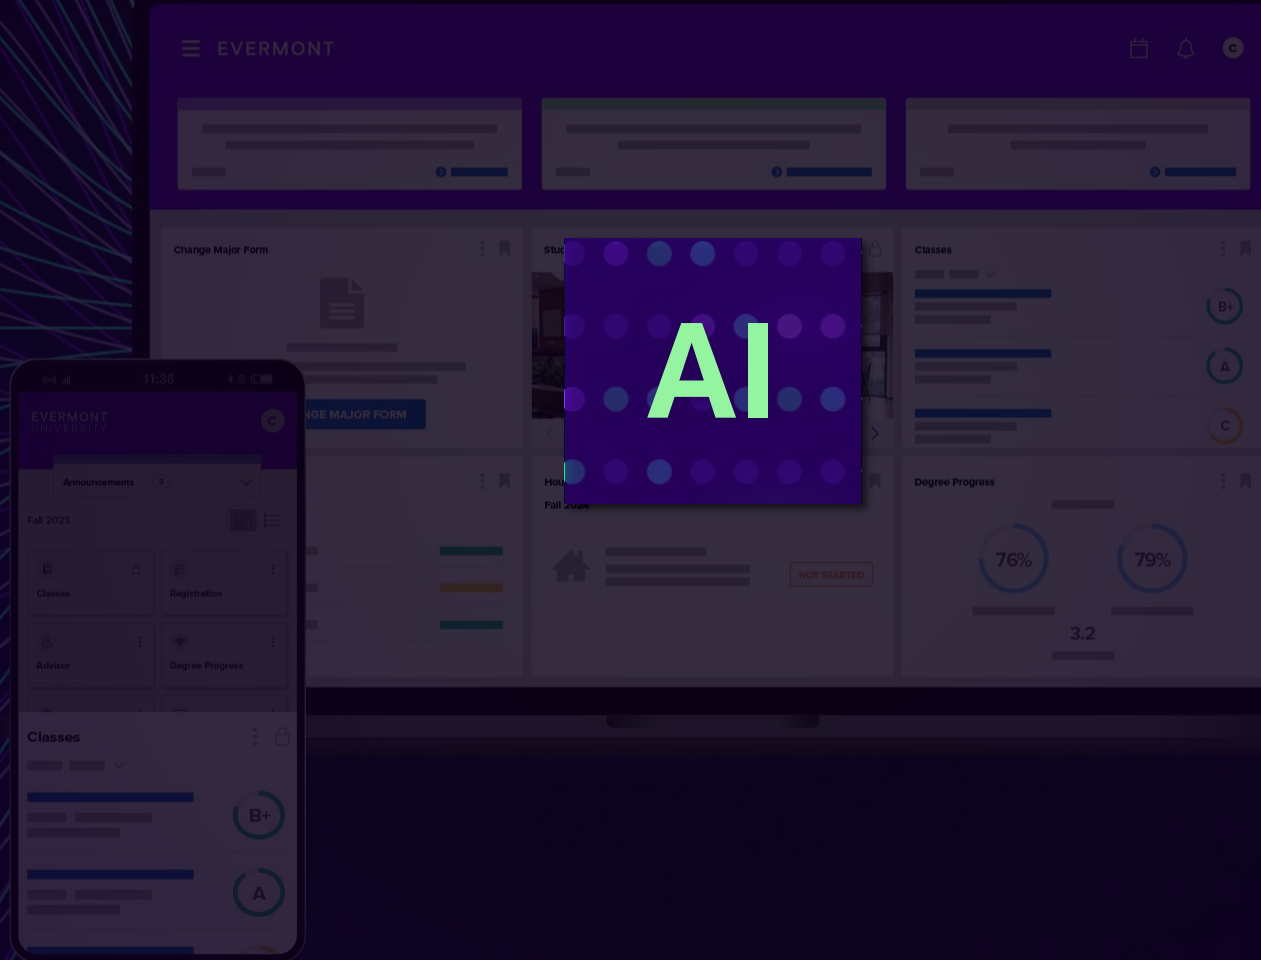 EVERMONT
C
Change Major Form
Classes
B+
A
C
NGE MAJOR FORM
AI
Fall 2024
NOT STARTED
Degree Progress
76%
79%
3.2
11:38
EVERMONT
UNIVERSITY
C
Announcements
3
Fall 2023
Classes
Registration
Advisor
Degree Progress
Classes
B+
A